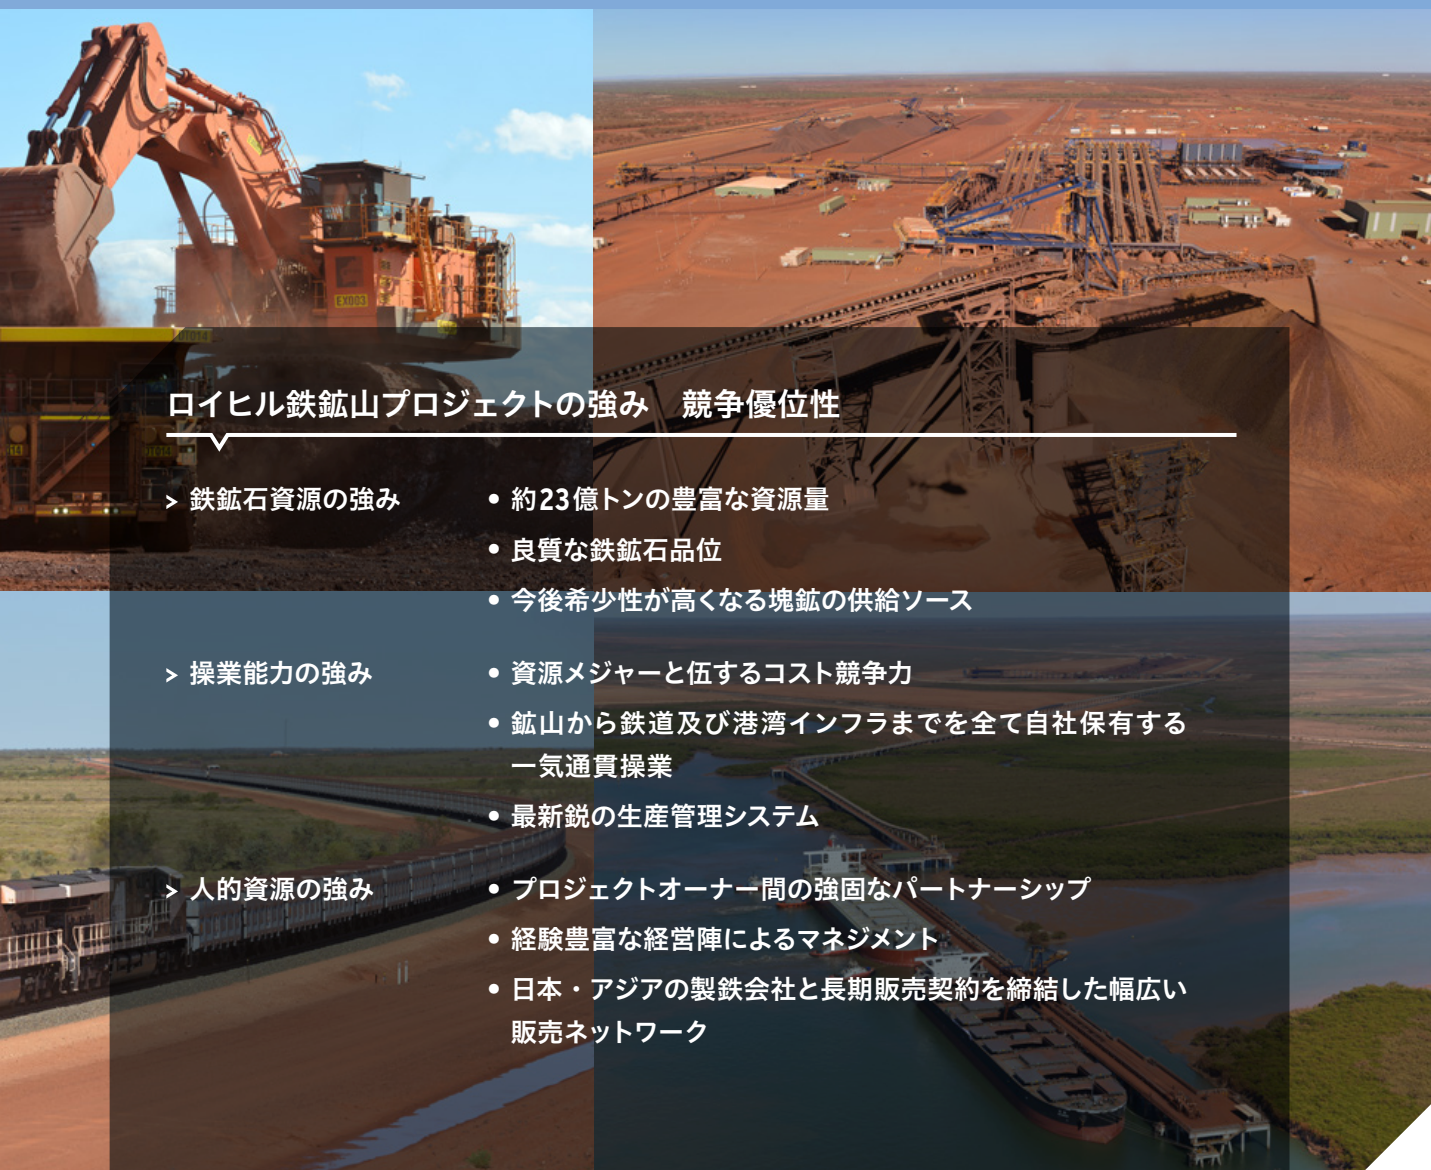 EX003
DT014
ロイヒル鉄鉱山プロジェクトの強み　競争優位性
14
DT014
> 鉄鉱石資源の強み
• 約23億トンの豊富な資源量
• 良質な鉄鉱石品位
• 今後希少性が高くなる塊鉱の供給ソース
> 操業能力の強み
• 資源メジャーと伍するコスト競争力
• 鉱山から鉄道及び港湾インフラまでを全て自社保有する
一気通貫操業
• 最新鋭の生産管理システム
> 人的資源の強み
• プロジェクトオーナー間の強固なパートナーシップ
• 経験豊富な経営陣によるマネジメント
• 日本・アジアの製鉄会社と長期販売契約を締結した幅広い
販売ネットワーク